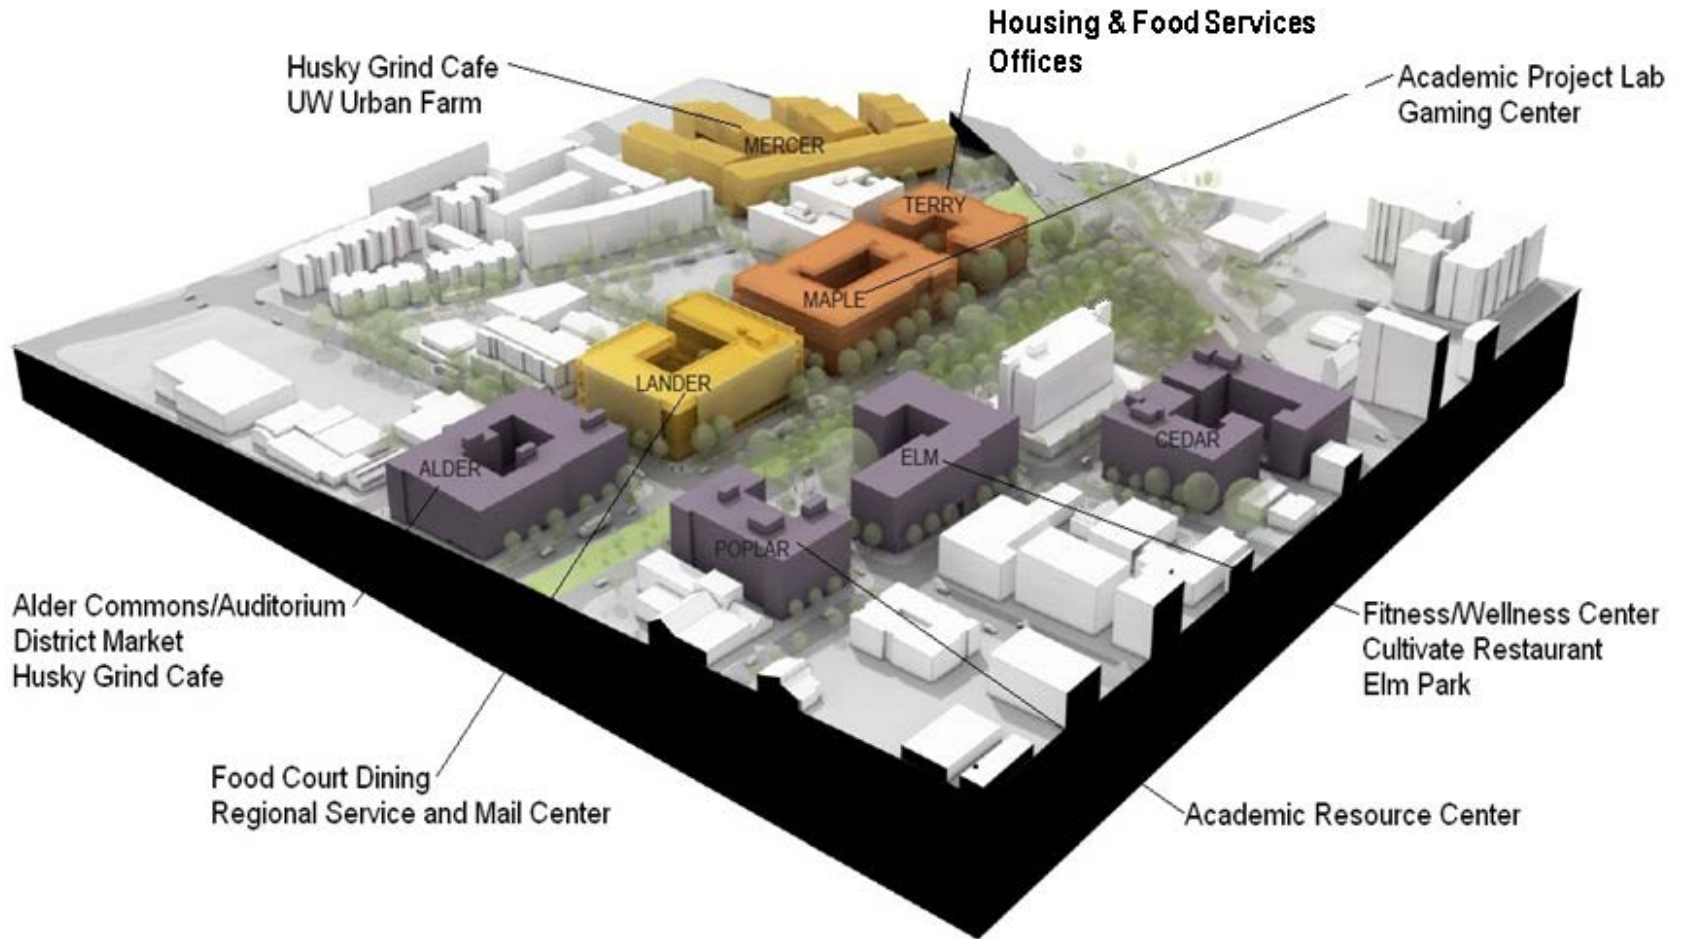 Housing & Food Services
Offices
Husky Grind Cafe
UW Urban Farm
Academic Project Lab
Gaming Center
MERCER
TERRY
MAPLE
LANDER
CEDAR
ELM
ALDER
POPLAR
Alder Commons/Auditorium
District Market
Husky Grind Cafe
Fitness/Wellness Center
Cultivate Restaurant
Elm Park
Food Court Dining
Regional Service and Mail Center
Academic Resource Center